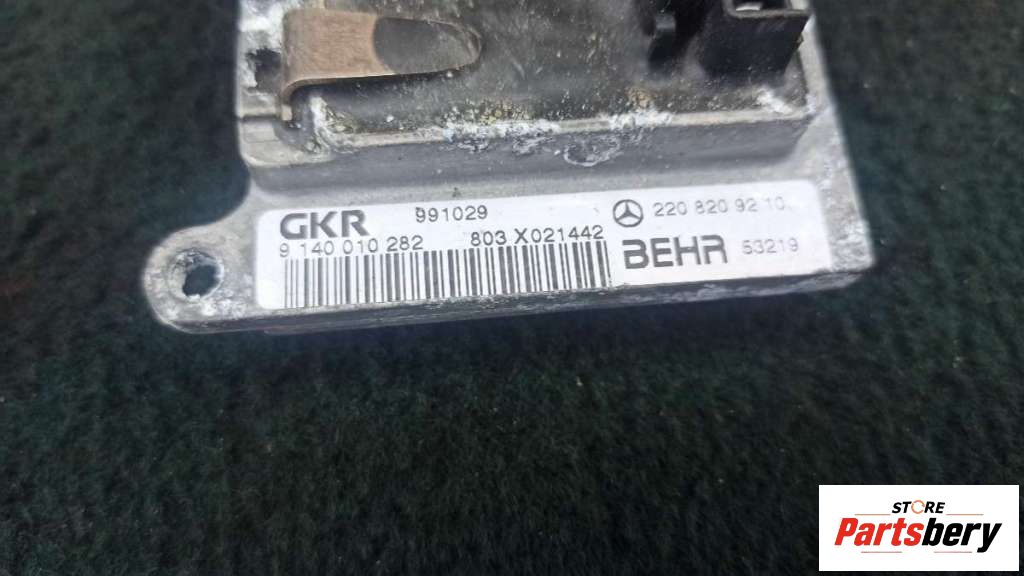 GKR 991029 220 820 92 10
9 140 010 282 803 X021442
BEHR 53219
STORE
Partsbery